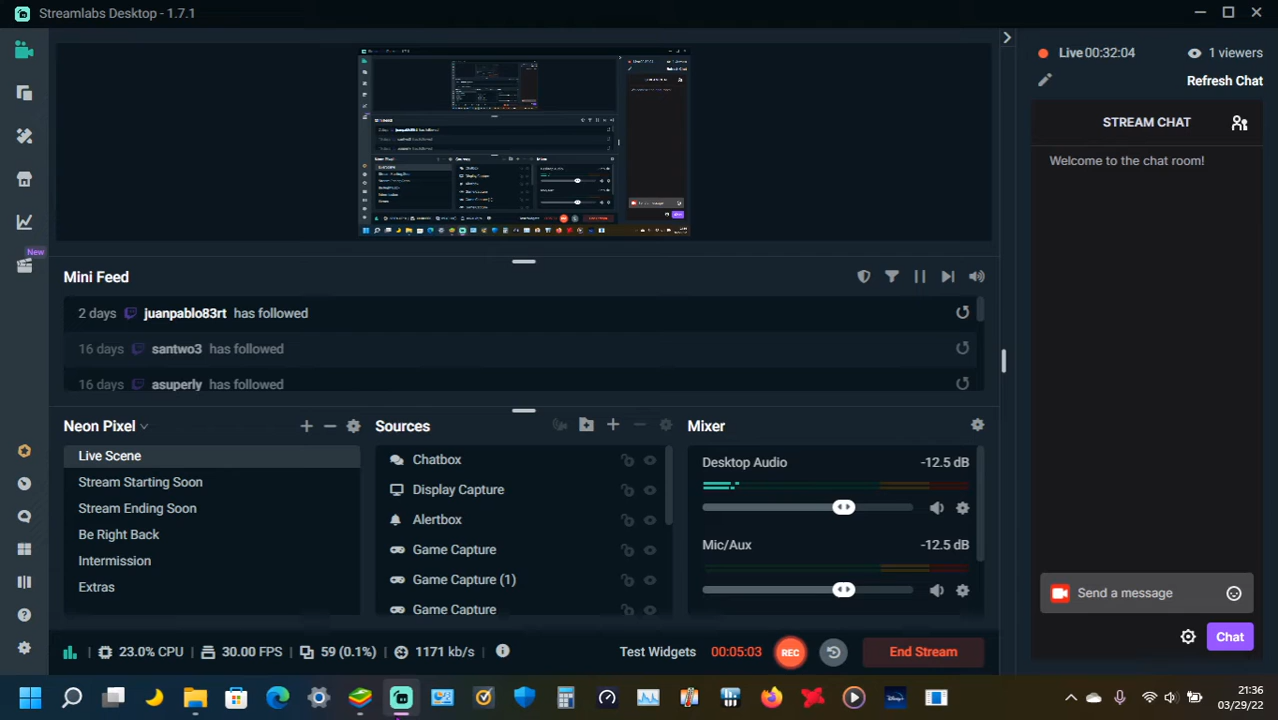 Streamlabs Desktop - 1.7.1
Live 00:32:04
1 viewers
Refresh Chat
STREAM CHAT
Welcome to the chat room!
New
Mini Feed
2 days juanpablo83rt has followed
16 days santwo3 has followed
16 days asuperly has followed
Neon Pixel
Live Scene
Stream Starting Soon
Stream Ending Soon
Be Right Back
Intermission
Extras
Sources
Chatbox
Display Capture
Alertbox
Game Capture
Game Capture (1)
Game Capture
Mixer
Desktop Audio -12.5 dB
Mic/Aux -12.5 dB
Send a message
Chat
23.0% CPU 30.00 FPS 59 (0.1%) 1171 kb/s
Test Widgets 00:05:03 REC End Stream
21:36
03/29/22